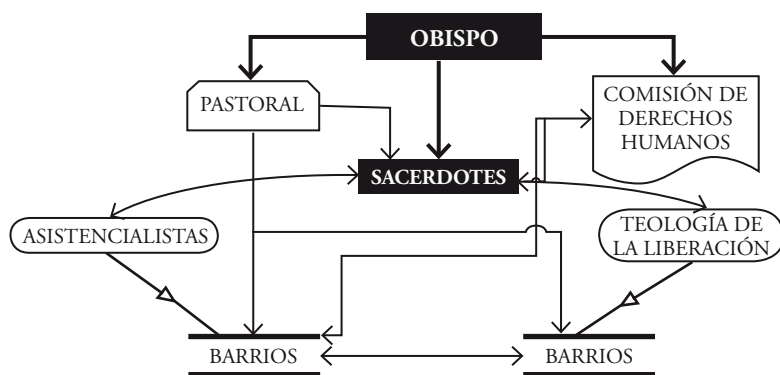 OBISPO
PASTORAL
COMISIÓN DE
DERECHOS
HUMANOS
SACERDOTES
ASISTENCIALISTAS
TEOLOGÍA DE
LA LIBERACIÓN
BARRIOS
BARRIOS